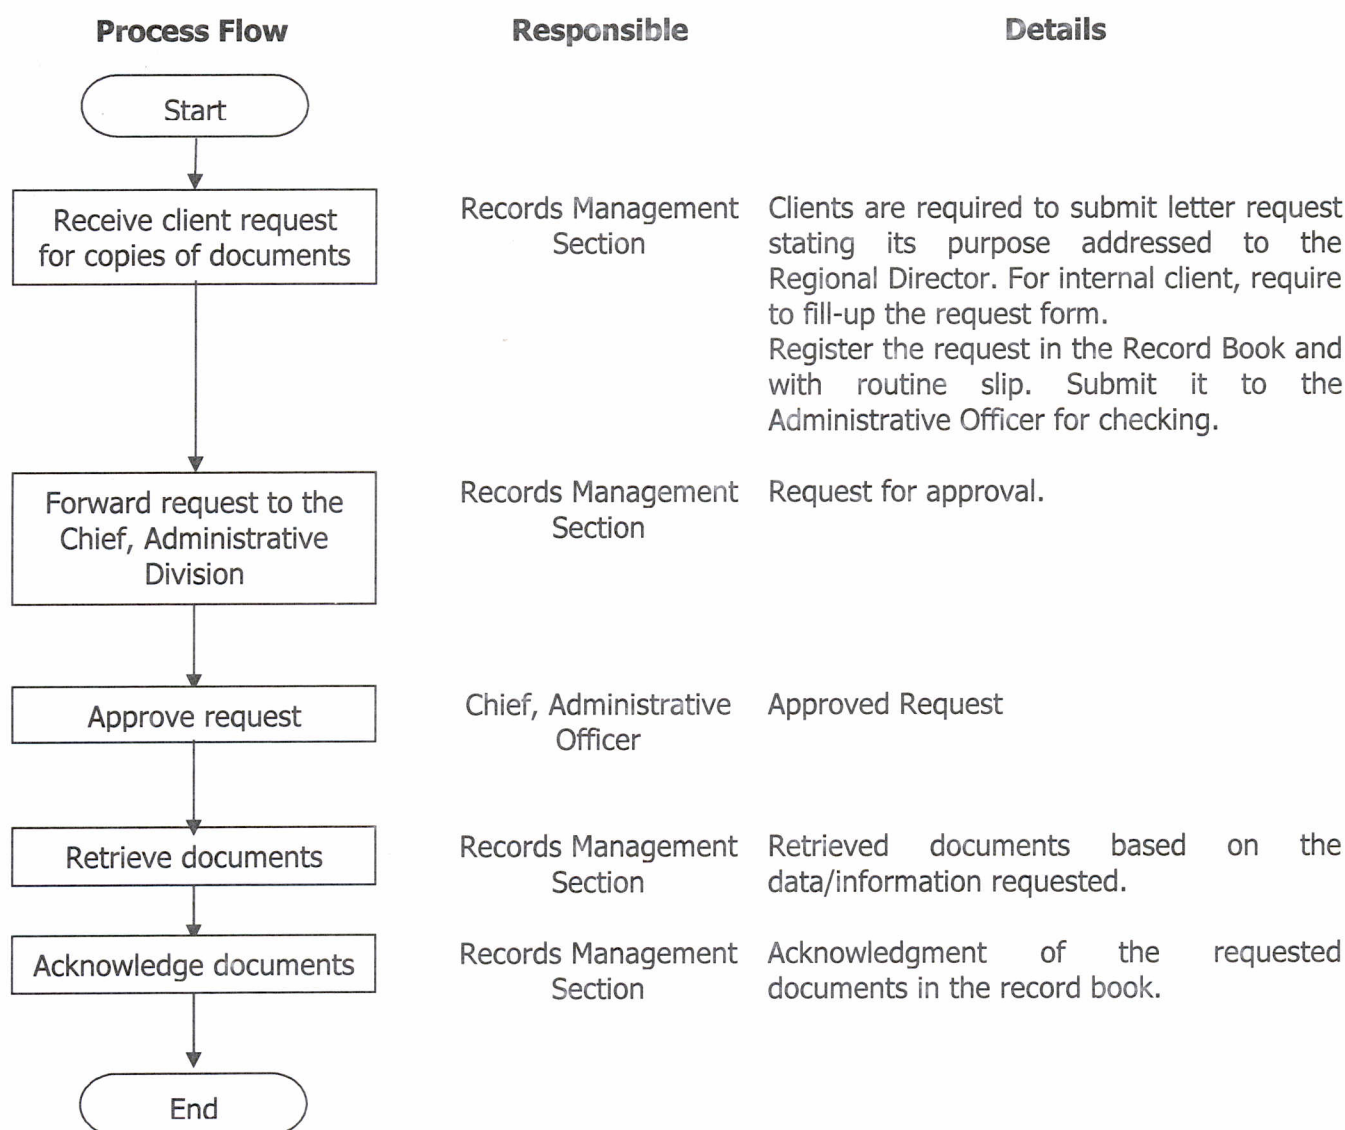 Process Flow
Responsible
Details
Start
Receive client request
for copies of documents
Records Management
Section
Clients are required to submit letter request
stating its purpose addressed to the
Regional Director. For internal client, require
to fill-up the request form.
Register the request in the Record Book and
with routine slip. Submit it to the
Administrative Officer for checking.
Forward request to the
Chief, Administrative
Division
Records Management
Section
Request for approval.
Approve request
Chief, Administrative
Officer
Approved Request
Retrieve documents
Records Management
Section
Retrieved documents based on the
data/information requested.
Acknowledge documents
Records Management
Section
Acknowledgment of the requested
documents in the record book.
End